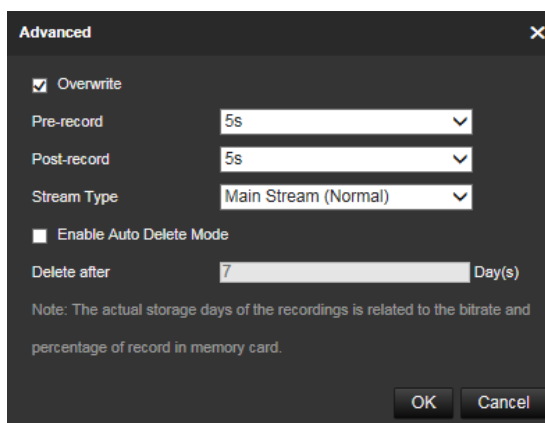 Advanced
Overwrite
Pre-record 5s
Post-record 5s
Stream Type Main Stream (Normal)
Enable Auto Delete Mode
Delete after 7 Day(s)
Note: The actual storage days of the recordings is related to the bitrate and
percentage of record in memory card.
OK Cancel